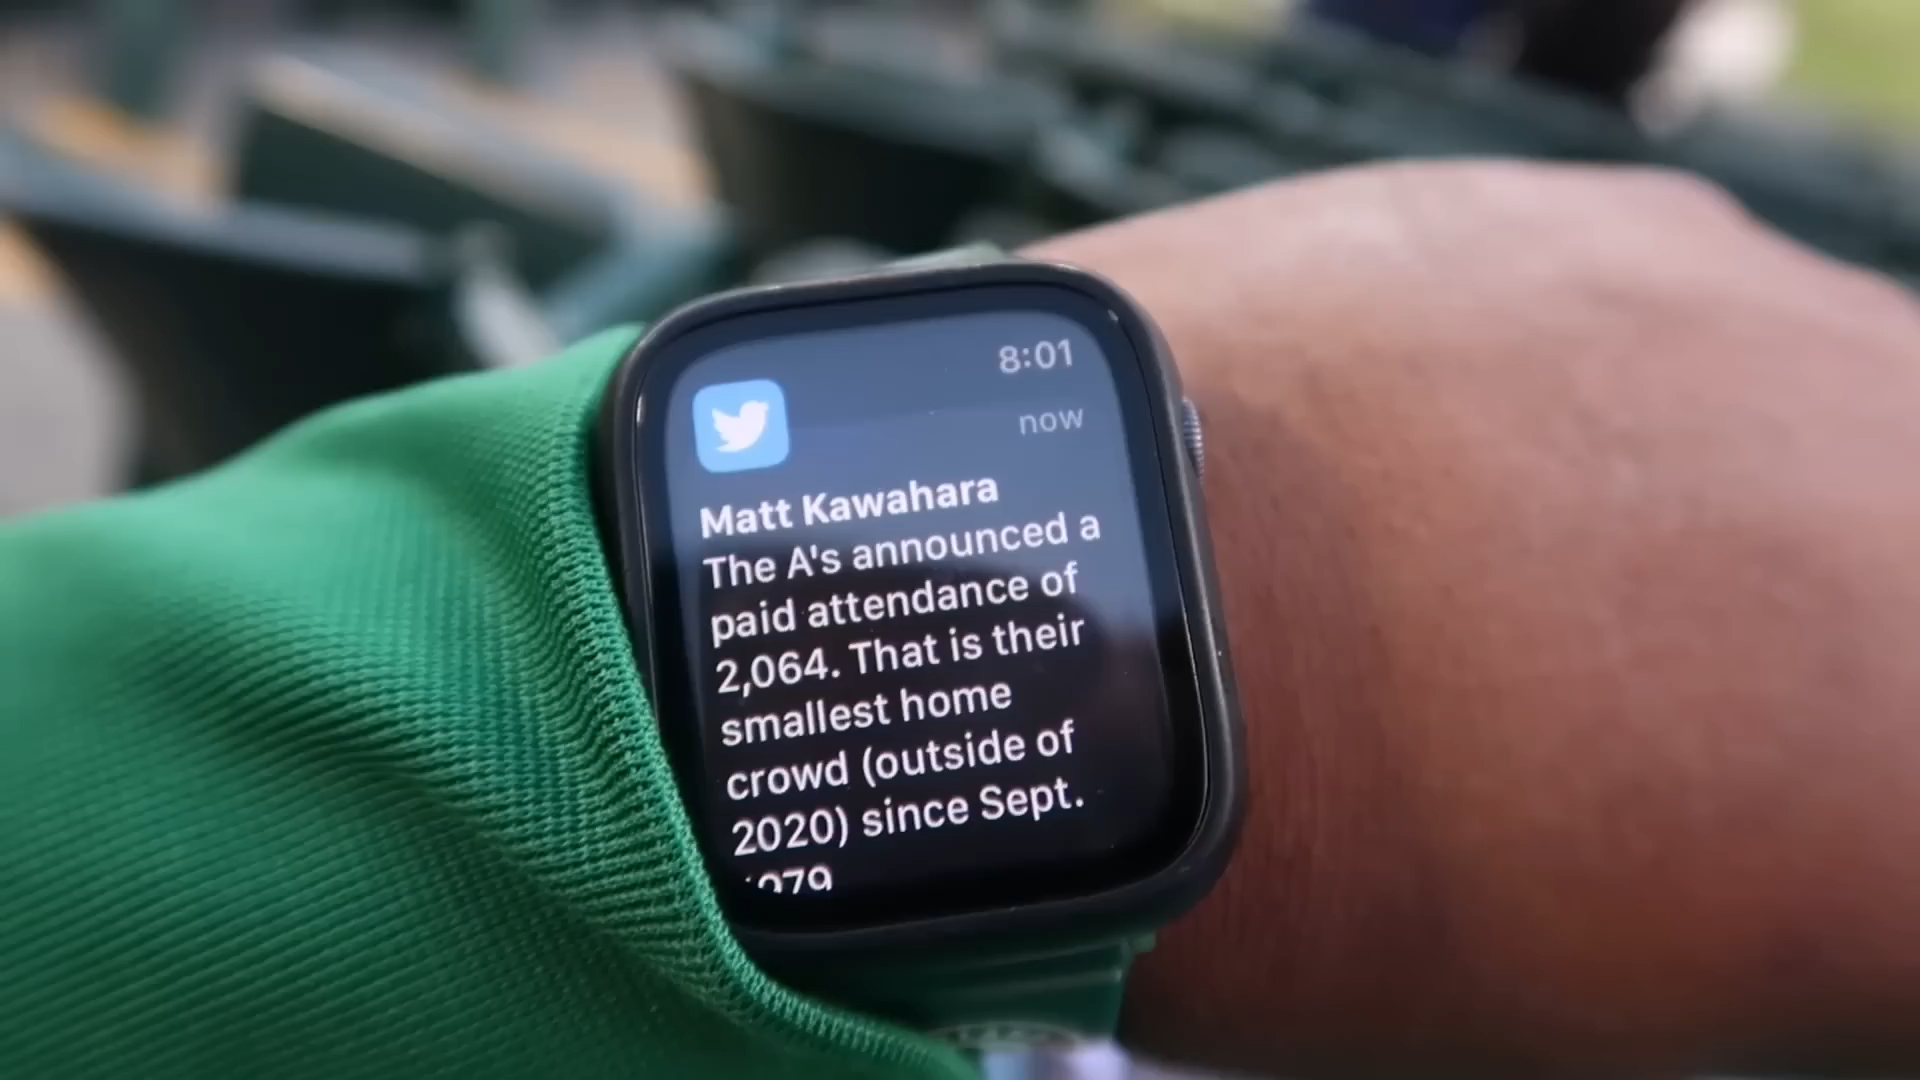 8:01
now
Matt Kawahara
The A's announced a
paid attendance of
2,064. That is their
smallest home
crowd (outside of
2020) since Sept.
1979